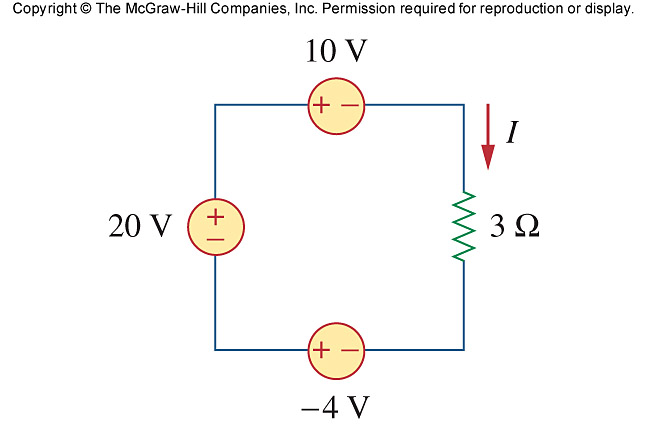 Copyright © The McGraw-Hill Companies, Inc. Permission required for reproduction or display.
10 V
+ −
I
20 V
+
−
3 Ω
+ −
−4 V